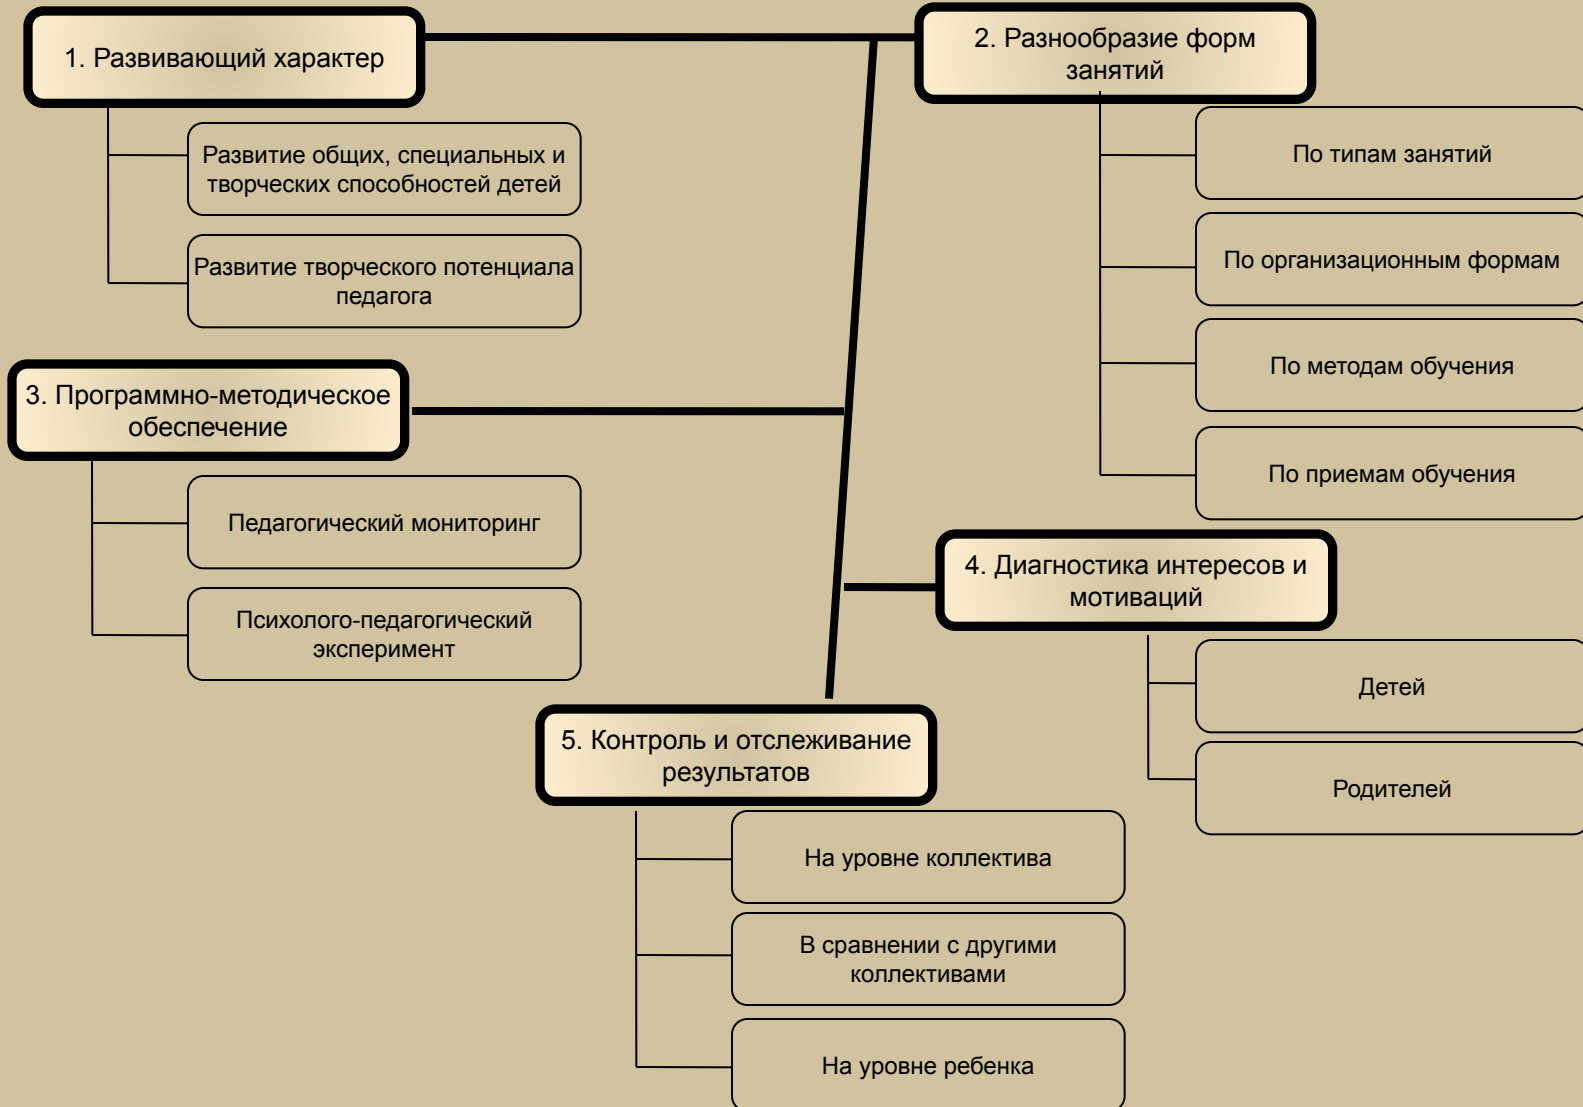 1. Развивающий характер
Развитие общих, специальных и
творческих способностей детей
Развитие творческого потенциала
педагога
2. Разнообразие форм
занятий
По типам занятий
По организационным формам
По методам обучения
По приемам обучения
3. Программно-методическое
обеспечение
Педагогический мониторинг
Психолого-педагогический
эксперимент
4. Диагностика интересов и
мотиваций
Детей
Родителей
5. Контроль и отслеживание
результатов
На уровне коллектива
В сравнении с другими
коллективами
На уровне ребенка